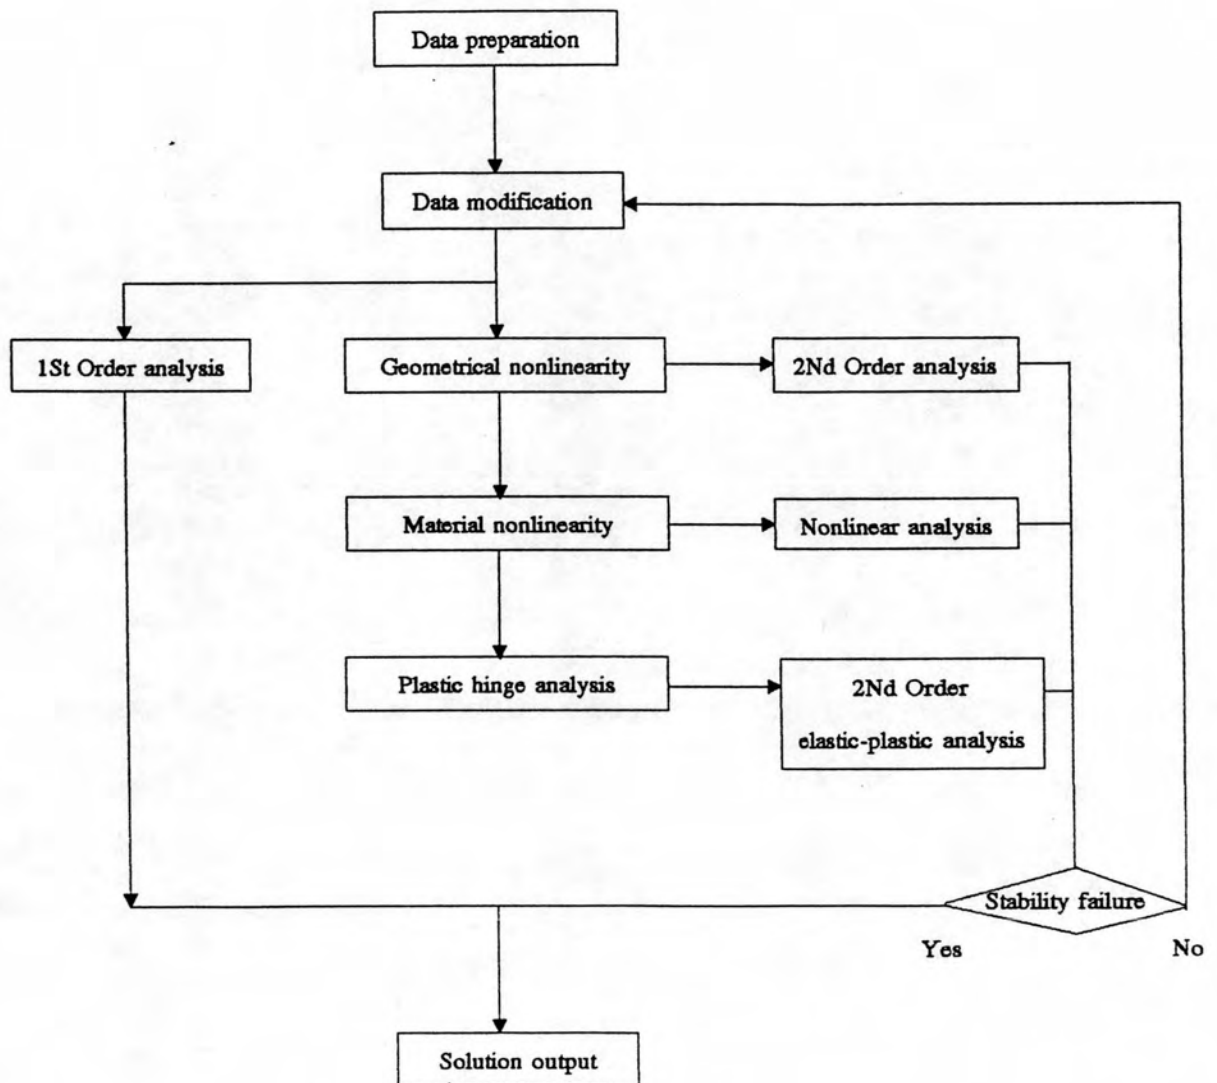 Data preparation
Data modification
1St Order analysis
Geometrical nonlinearity
2Nd Order analysis
Material nonlinearity
Nonlinear analysis
Plastic hinge analysis
2Nd Order
elastic-plastic analysis
Stability failure
Yes
No
Solution output